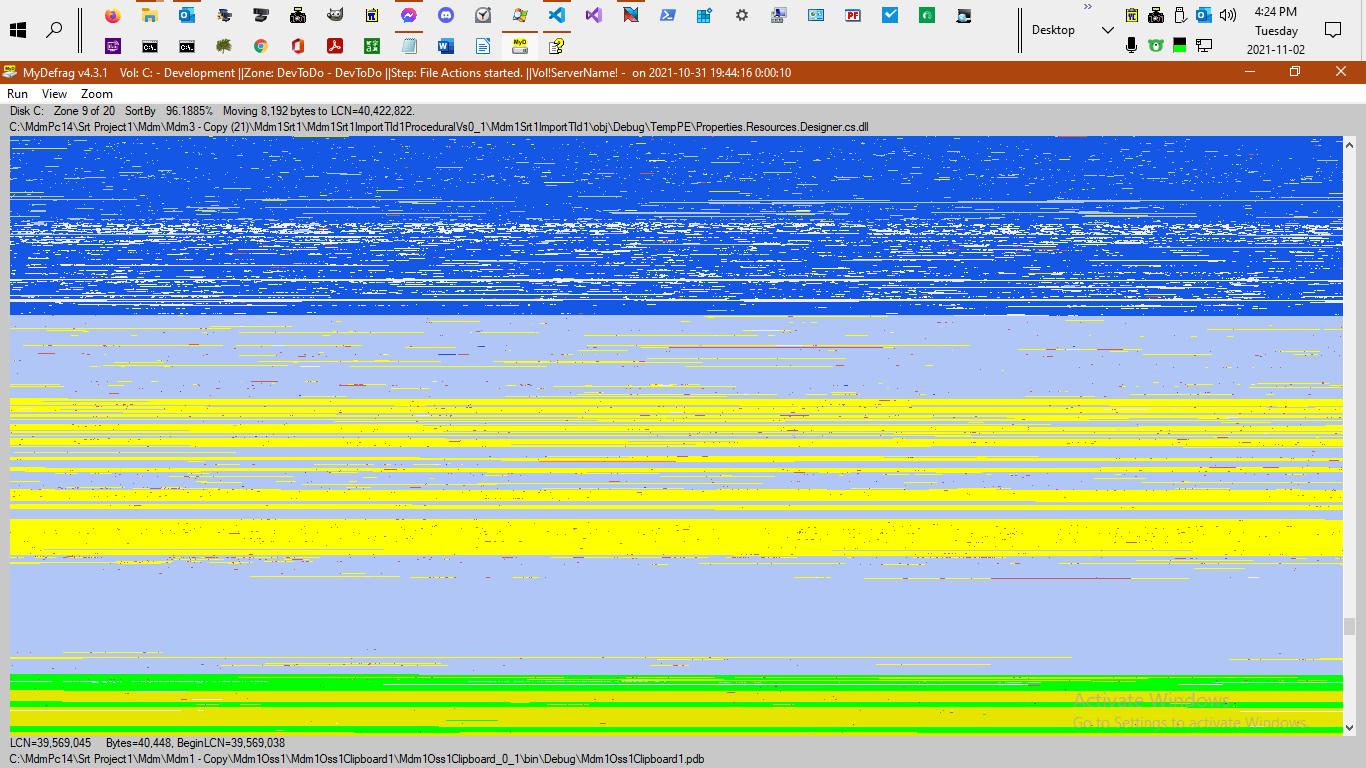 4:24 PM
Desktop
Tuesday
2021-11-02
MyDefrag v4.3.1 Vol: C: - Development ||Zone: DevToDo - DevToDo ||Step: File Actions started. ||Vol!ServerName! - on 2021-10-31 19:44:16 0:00:10
Run View Zoom
Disk C: Zone 9 of 20 SortBy 96.1885% Moving 8,192 bytes to LCN=40,422,822.
C:\MdmPc14\Srt Project1\Mdm\Mdm3 - Copy (21)\Mdm1Srt1\Mdm1Srt1ImportTld1ProceduralVs0_1\Mdm1Srt1ImportTld1\obj\Debug\TempPE\Properties.Resources.Designer.cs.dll
Activate Windows
Go to Settings to activate Windows.
LCN=39,569,045 Bytes=40,448, BeginLCN=39,569,038
C:\MdmPc14\Srt Project1\Mdm\Mdm1 - Copy\Mdm1Oss1\Mdm1Oss1Clipboard1\Mdm1Oss1Clipboard_0_1\bin\Debug\Mdm1Oss1Clipboard1.pdb